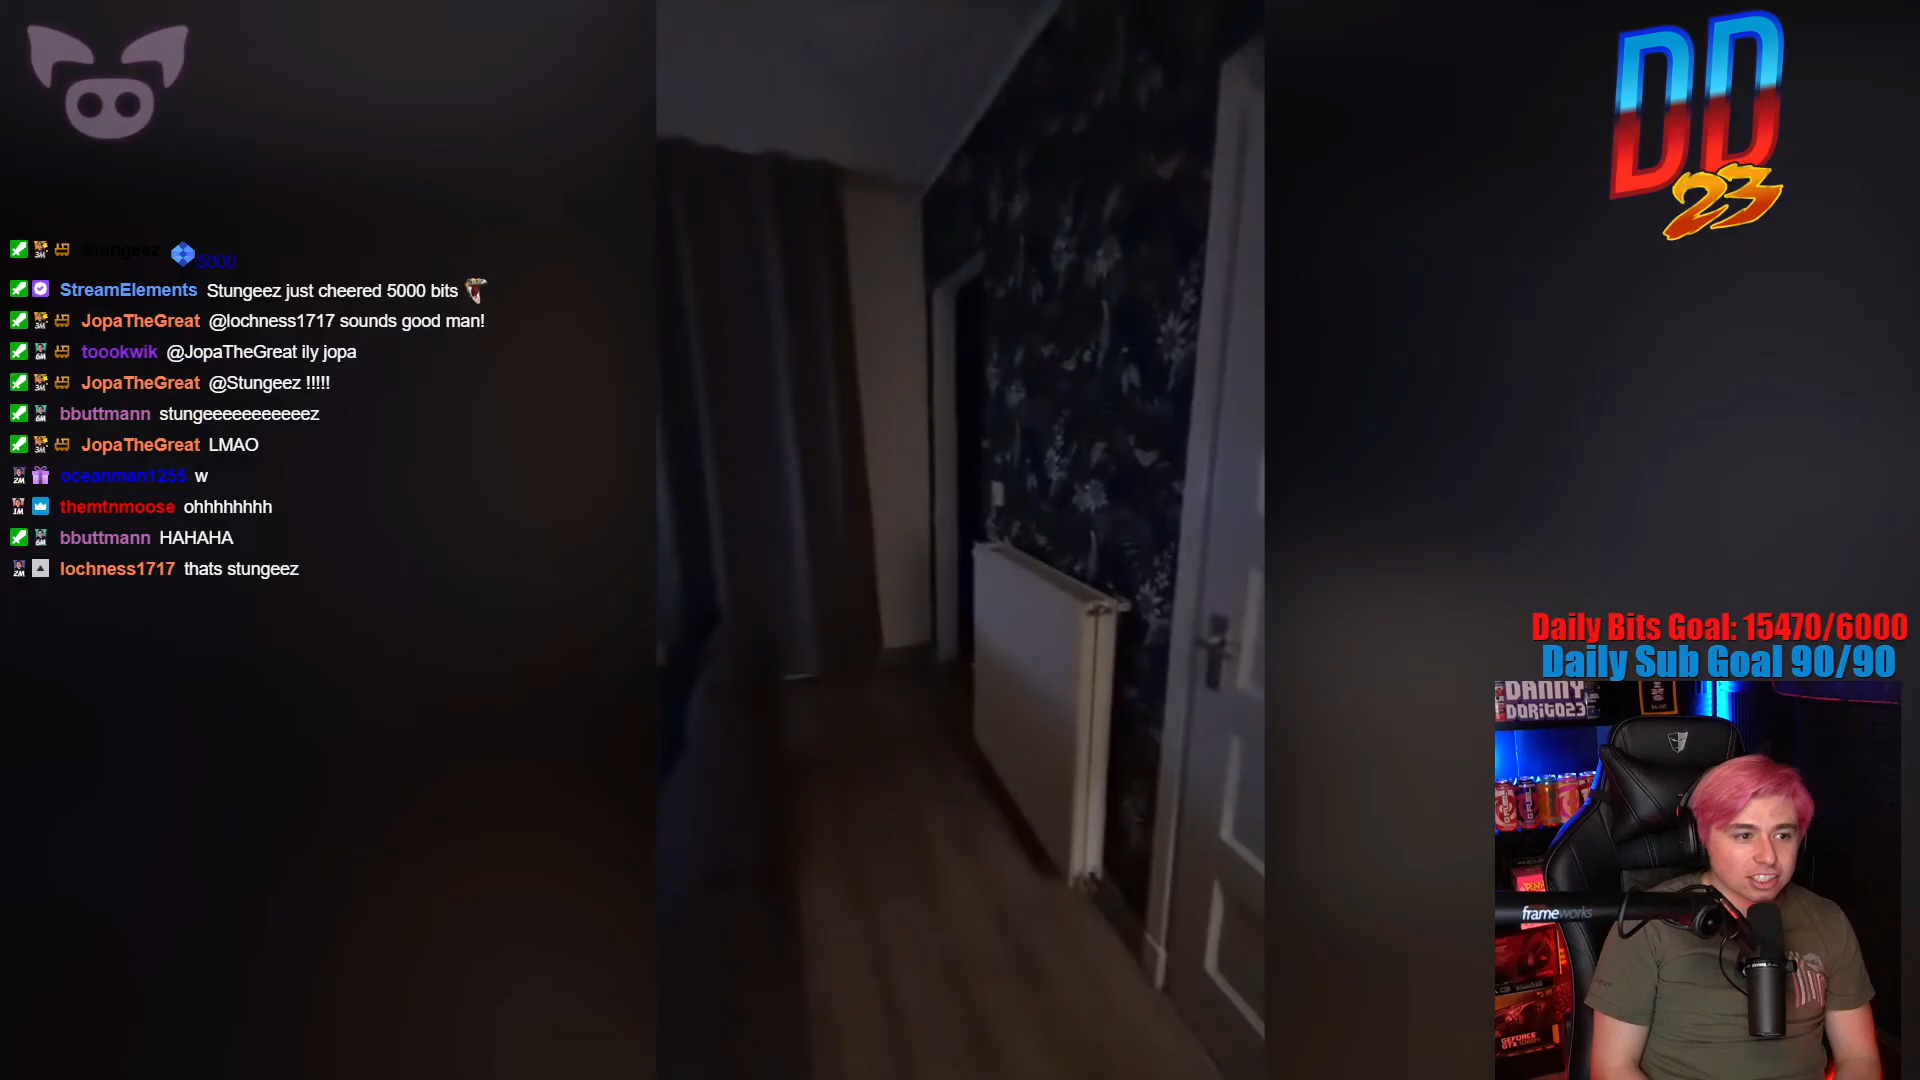 DD
23
Stungeez 5000
StreamElements Stungeez just cheered 5000 bits
JopaTheGreat @lochness1717 sounds good man!
toookwik @JopaTheGreat ily jopa
JopaTheGreat @Stungeez !!!!!
bbuttmann stungeeeeeeeeeeez
JopaTheGreat LMAO
oceanman1255 w
themtnmoose ohhhhhhhh
bbuttmann HAHAHA
lochness1717 thats stungeez
Daily Bits Goal: 15470/6000
Daily Sub Goal 90/90
DANNY
DORITO23
frameworks
GEFORCE